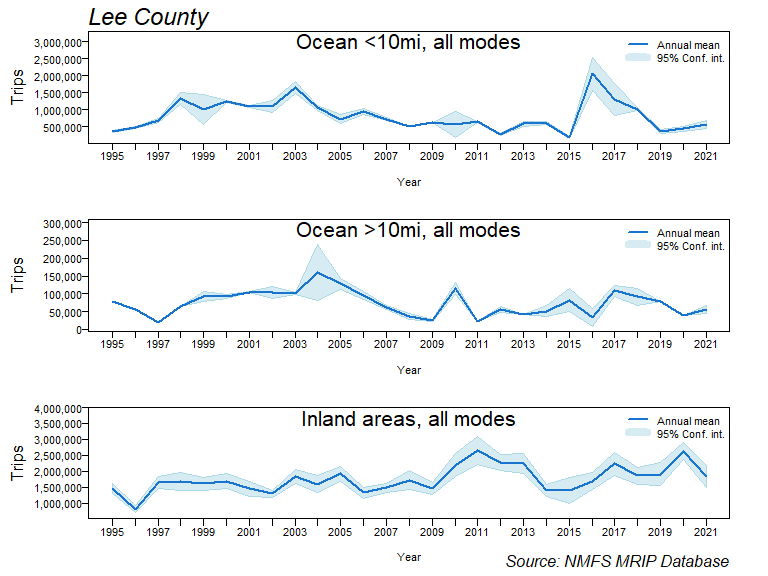 Lee County
Ocean <10mi, all modes
Annual mean
95% Conf. int.
Trips
3,000,000
2,500,000
2,000,000
1,500,000
1,000,000
500,000
1995 1997 1999 2001 2003 2005 2007 2009 2011 2013 2015 2017 2019 2021
Year
Ocean >10mi, all modes
Annual mean
95% Conf. int.
Trips
300,000
250,000
200,000
150,000
100,000
50,000
0
1995 1997 1999 2001 2003 2005 2007 2009 2011 2013 2015 2017 2019 2021
Year
Inland areas, all modes
Annual mean
95% Conf. int.
Trips
4,000,000
3,500,000
3,000,000
2,500,000
2,000,000
1,500,000
1,000,000
1995 1997 1999 2001 2003 2005 2007 2009 2011 2013 2015 2017 2019 2021
Year
Source: NMFS MRIP Database